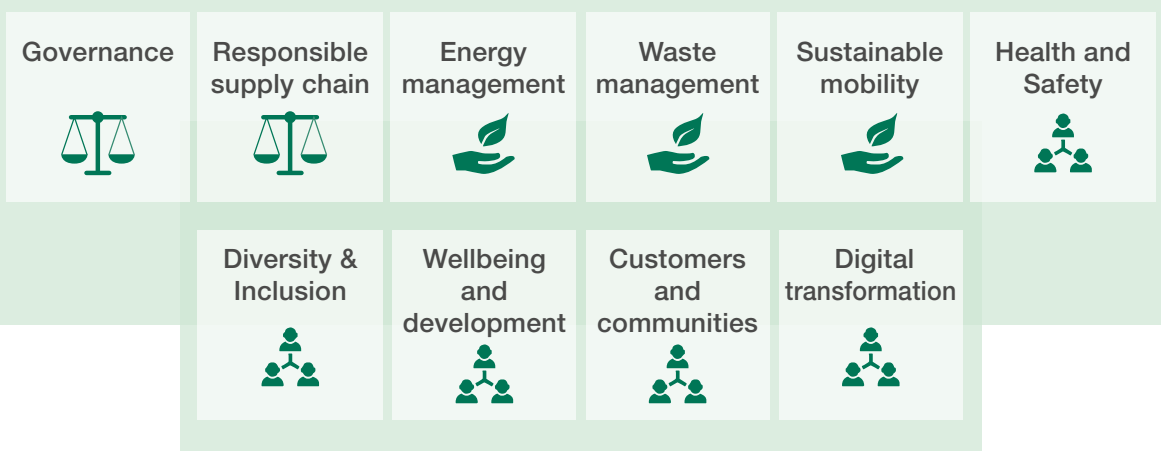 Governance
Responsible
supply chain
Energy
management
Waste
management
Sustainable
mobility
Health and
Safety
Diversity &
Inclusion
Wellbeing
and
development
Customers
and
communities
Digital
transformation